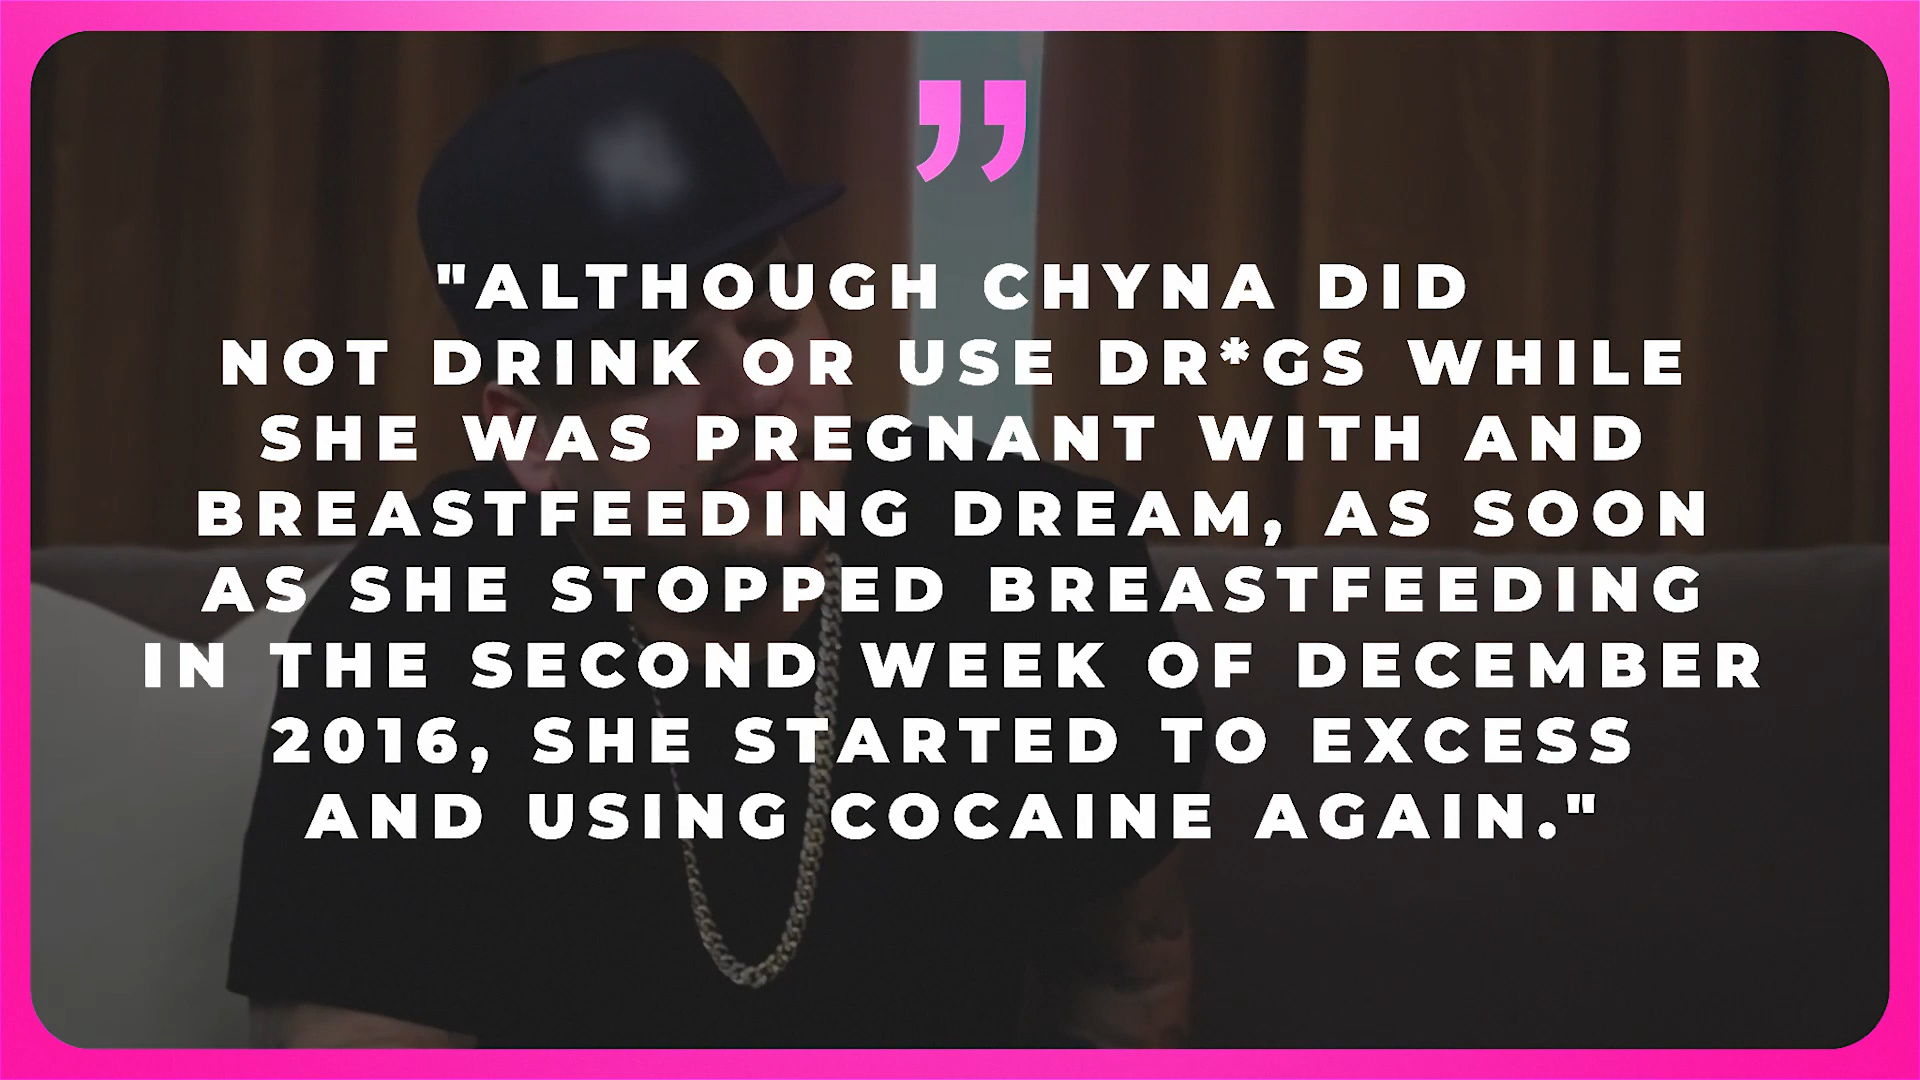 "ALTHOUGH CHYNA DID
NOT DRINK OR USE DR*GS WHILE
SHE WAS PREGNANT WITH AND
BREASTFEEDING DREAM, AS SOON
AS SHE STOPPED BREASTFEEDING
IN THE SECOND WEEK OF DECEMBER
2016, SHE STARTED TO EXCESS
AND USING COCAINE AGAIN."